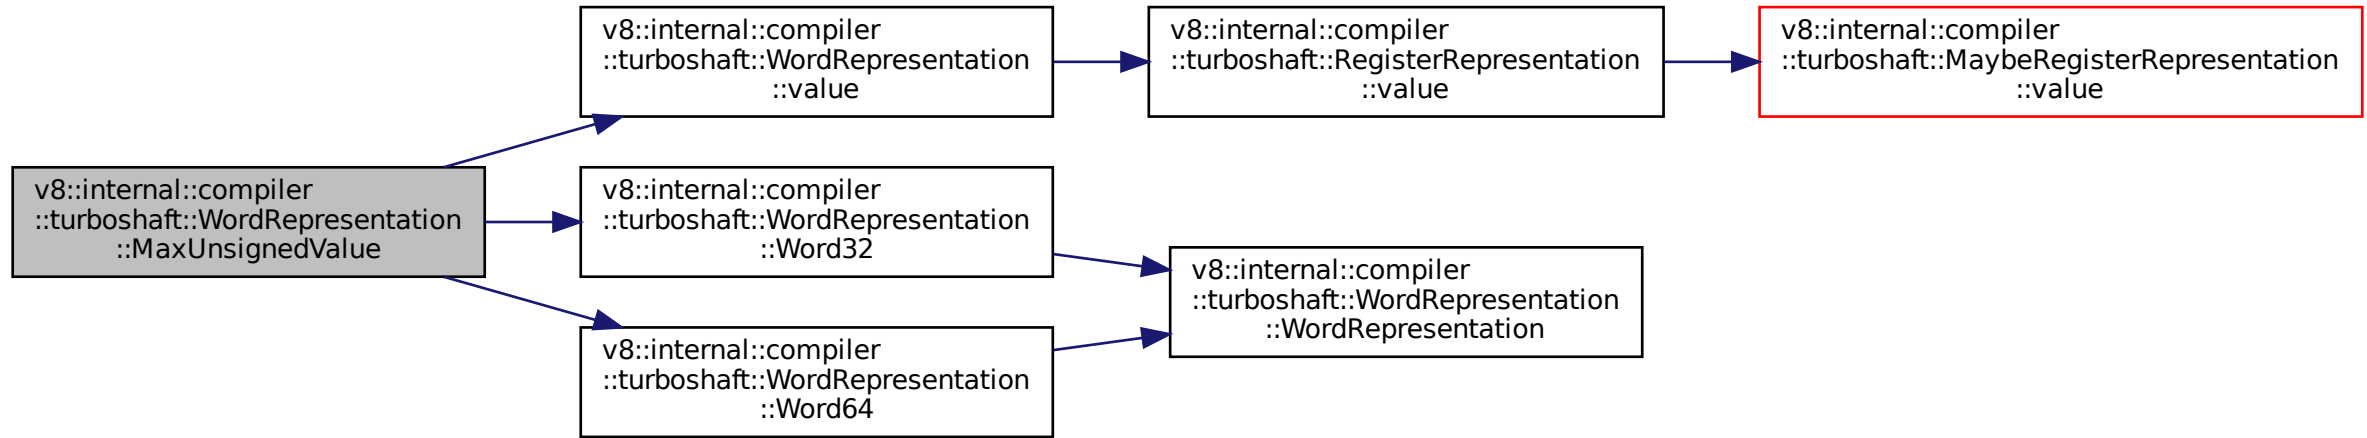 v8::internal::compiler
::turboshaft::WordRepresentation
::value
v8::internal::compiler
::turboshaft::RegisterRepresentation
::value
v8::internal::compiler
::turboshaft::MaybeRegisterRepresentation
::value
v8::internal::compiler
::turboshaft::WordRepresentation
::MaxUnsignedValue
v8::internal::compiler
::turboshaft::WordRepresentation
::Word32
v8::internal::compiler
::turboshaft::WordRepresentation
::WordRepresentation
v8::internal::compiler
::turboshaft::WordRepresentation
::Word64